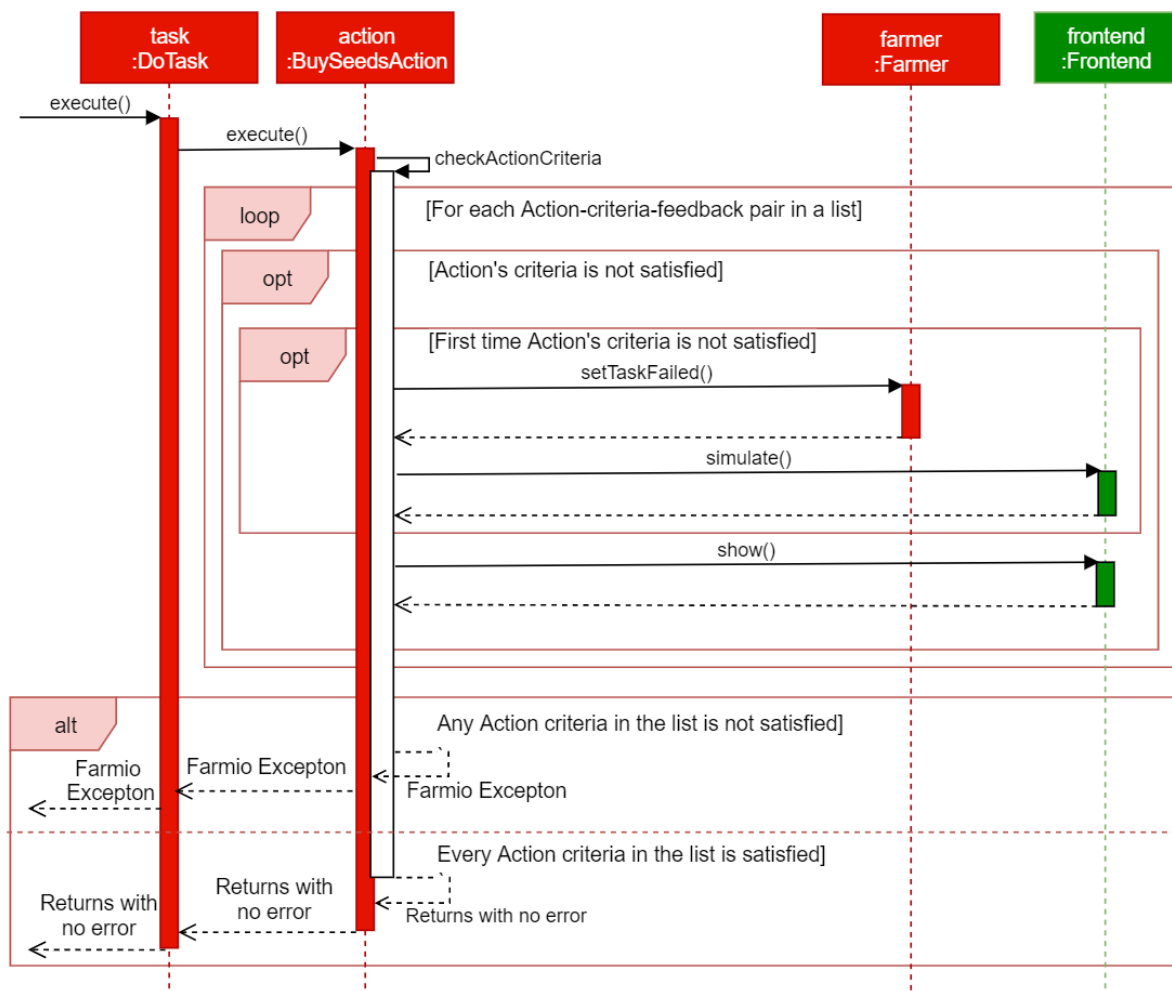 task
:DoTask
action
:BuySeedsAction
farmer
:Farmer
frontend
:Frontend
execute()
execute()
checkActionCriteria
loop
[For each Action-criteria-feedback pair in a list]
opt
[Action's criteria is not satisfied]
opt
[First time Action's criteria is not satisfied]
setTaskFailed()
simulate()
show()
alt
Any Action criteria in the list is not satisfied]
Farmio
Excepton
Farmio Excepton
Farmio Excepton
Every Action criteria in the list is satisfied]
Returns with
no error
Returns with
no error
Returns with no error